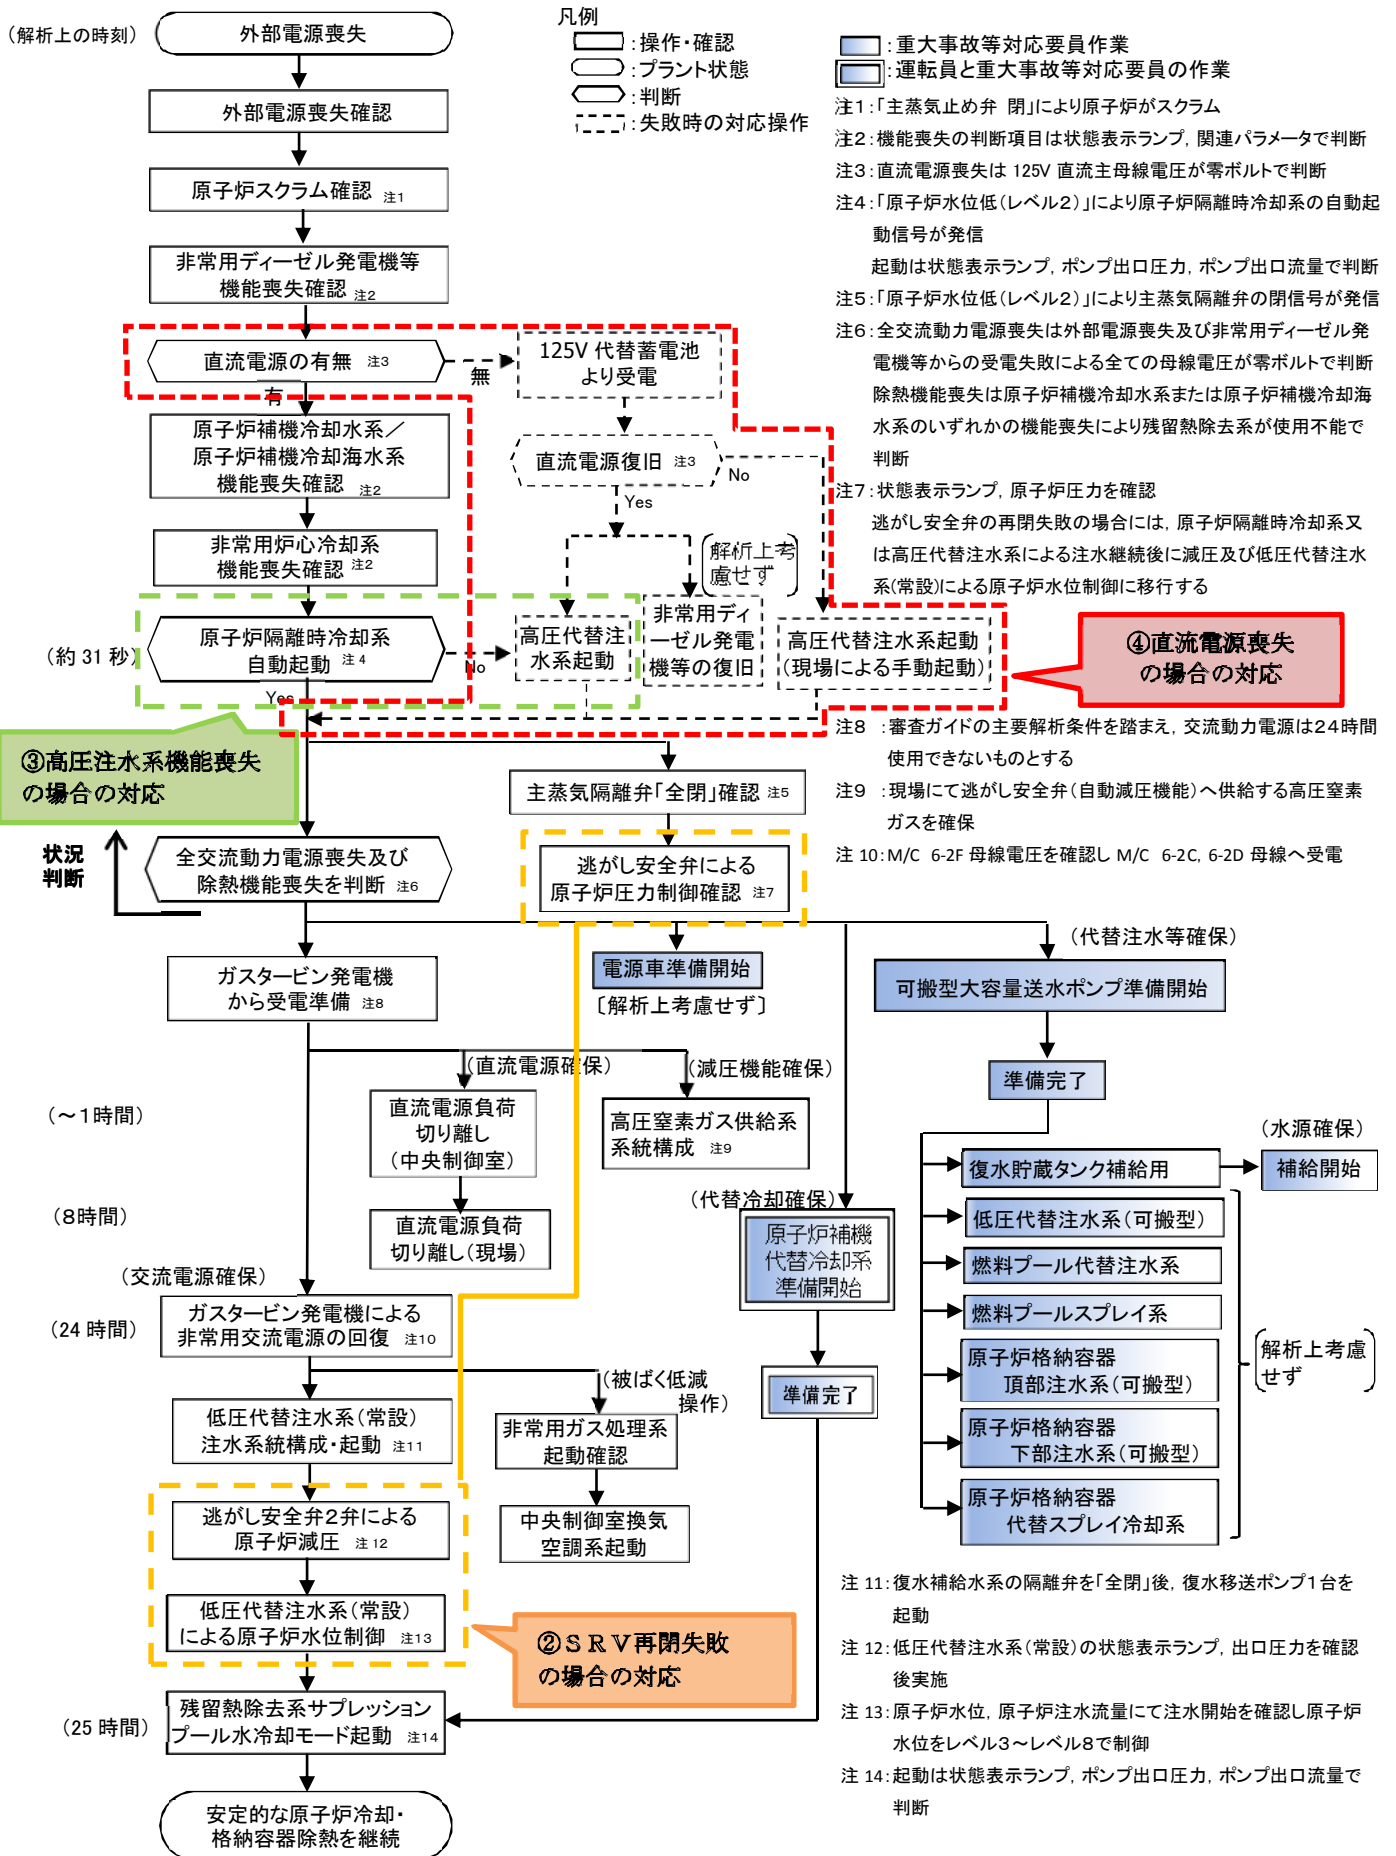 (解析上の時刻)
外部電源喪失
外部電源喪失確認
原子炉スクラム確認 注1
非常用ディーゼル発電機等
機能喪失確認 注2
直流電源の有無 注3
無
有
125V 代替蓄電池
より受電
原子炉補機冷却水系／
原子炉補機冷却海水系
機能喪失確認 注2
直流電源復旧 注3
No
Yes
非常用炉心冷却系
機能喪失確認 注2
解析上考
慮せず
(約 31 秒)
原子炉隔離時冷却系
自動起動 注４
No
Yes
高圧代替注
水系起動
非常用ディ
ーゼル発電
機等の復旧
高圧代替注水系起動
(現場による手動起動)
④直流電源喪失
の場合の対応
③高圧注水系機能喪失
の場合の対応
状況
判断
主蒸気隔離弁「全閉」確認 注5
全交流動力電源喪失及び
除熱機能喪失を判断 注6
逃がし安全弁による
原子炉圧力制御確認 注7
ガスタービン発電機
から受電準備 注8
電源車準備開始
〔解析上考慮せず〕
(代替注水等確保)
可搬型大容量送水ポンプ準備開始
準備完了
(直流電源確保)
(減圧機能確保)
(～１時間)
直流電源負荷
切り離し
(中央制御室)
高圧窒素ガス供給系
系統構成 注9
(水源確保)
復水貯蔵タンク補給用
補給開始
(８時間)
直流電源負荷
切り離し(現場)
(代替冷却確保)
原子炉補機
代替冷却系
準備開始
低圧代替注水系(可搬型)
燃料プール代替注水系
燃料プールスプレイ系
原子炉格納容器
頂部注水系(可搬型)
原子炉格納容器
下部注水系(可搬型)
原子炉格納容器
代替スプレイ冷却系
解析上考慮
せず
(交流電源確保)
(24 時間)
ガスタービン発電機による
非常用交流電源の回復 注10
(被ばく低減
操作)
準備完了
低圧代替注水系(常設)
注水系統構成・起動 注11
非常用ガス処理系
起動確認
逃がし安全弁２弁による
原子炉減圧 注 12
中央制御室換気
空調系起動
低圧代替注水系(常設)
による原子炉水位制御 注13
②ＳＲＶ再閉失敗
の場合の対応
(25 時間)
残留熱除去系サプレッション
プール水冷却モード起動 注14
安定的な原子炉冷却・
格納容器除熱を継続
凡例
：操作・確認
：プラント状態
：判断
：失敗時の対応操作
：重大事故等対応要員作業
：運転員と重大事故等対応要員の作業
注１：「主蒸気止め弁 閉」により原子炉がスクラム
注２：機能喪失の判断項目は状態表示ランプ，関連パラメータで判断
注３：直流電源喪失は 125V 直流主母線電圧が零ボルトで判断
注４：「原子炉水位低(レベル２)」により原子炉隔離時冷却系の自動起
動信号が発信
起動は状態表示ランプ，ポンプ出口圧力，ポンプ出口流量で判断
注５：「原子炉水位低(レベル２)」により主蒸気隔離弁の閉信号が発信
注６：全交流動力電源喪失は外部電源喪失及び非常用ディーゼル発
電機等からの受電失敗による全ての母線電圧が零ボルトで判断
除熱機能喪失は原子炉補機冷却水系または原子炉補機冷却海
水系のいずれかの機能喪失により残留熱除去系が使用不能で
判断
注７：状態表示ランプ，原子炉圧力を確認
逃がし安全弁の再閉失敗の場合には，原子炉隔離時冷却系又
は高圧代替注水系による注水継続後に減圧及び低圧代替注水
系(常設)による原子炉水位制御に移行する
注８ ：審査ガイドの主要解析条件を踏まえ，交流動力電源は２４時間
使用できないものとする
注９ ：現場にて逃がし安全弁(自動減圧機能)へ供給する高圧窒素
ガスを確保
注 10：M/C 6-2F 母線電圧を確認し M/C 6-2C, 6-2D 母線へ受電
注 11：復水補給水系の隔離弁を「全閉」後，復水移送ポンプ１台を
起動
注 12：低圧代替注水系(常設)の状態表示ランプ，出口圧力を確認
後実施
注 13：原子炉水位，原子炉注水流量にて注水開始を確認し原子炉
水位をレベル３～レベル８で制御
注 14：起動は状態表示ランプ，ポンプ出口圧力，ポンプ出口流量で
判断